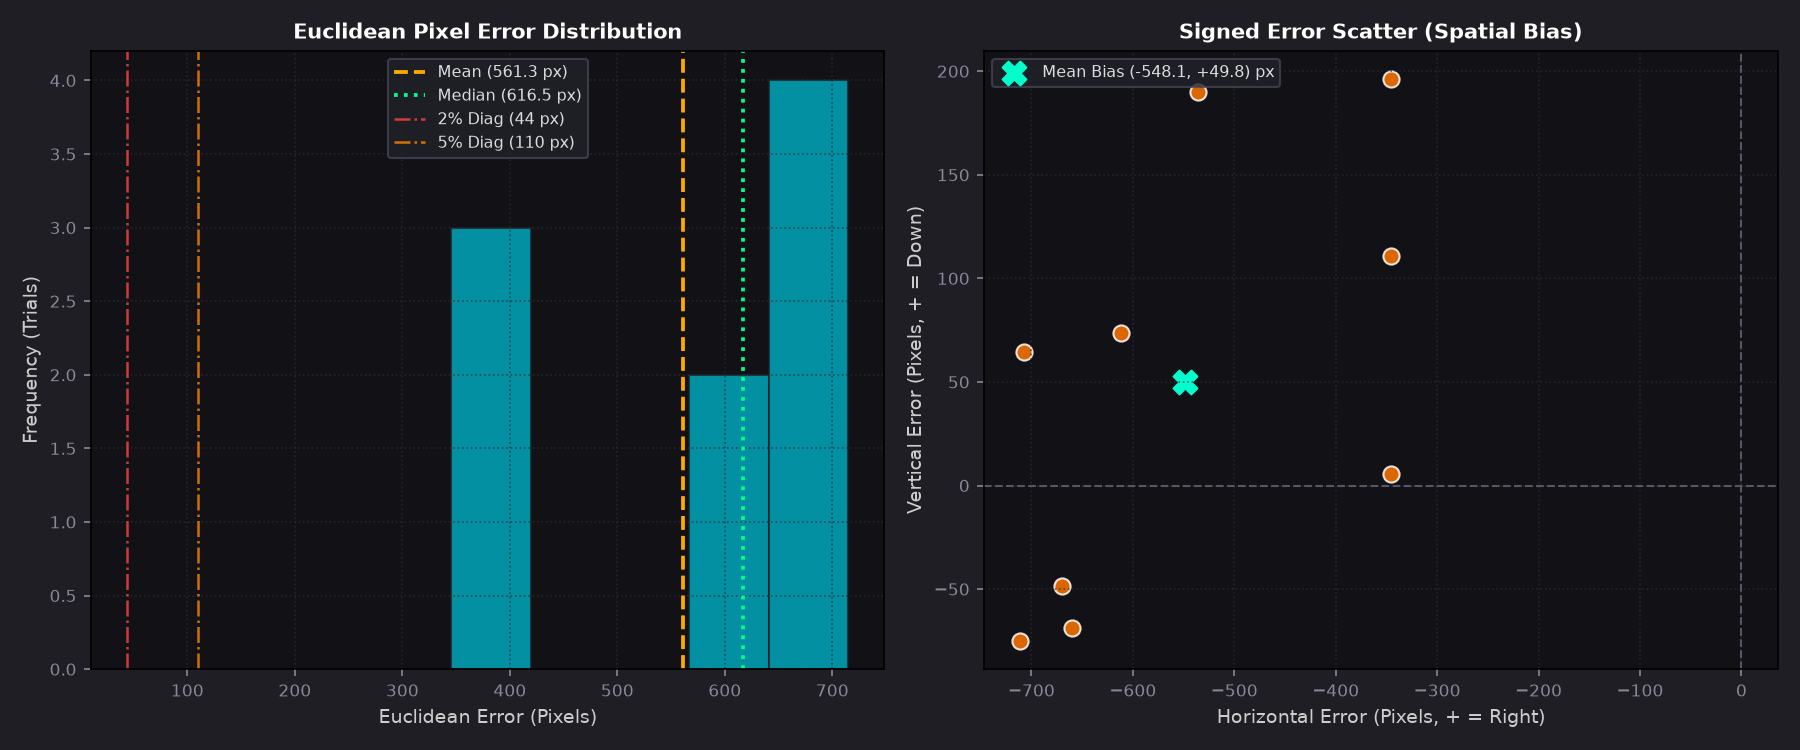 Euclidean Pixel Error Distribution
Mean (561.3 px)
Median (616.5 px)
2% Diag (44 px)
5% Diag (110 px)
Frequency (Trials)
4.0
3.5
3.0
2.5
2.0
1.5
1.0
0.5
0.0
100 200 300 400 500 600 700
Euclidean Error (Pixels)
Signed Error Scatter (Spatial Bias)
Mean Bias (-548.1, +49.8) px
Vertical Error (Pixels, + = Down)
200
150
100
50
0
−50
−700 −600 −500 −400 −300 −200 −100 0
Horizontal Error (Pixels, + = Right)